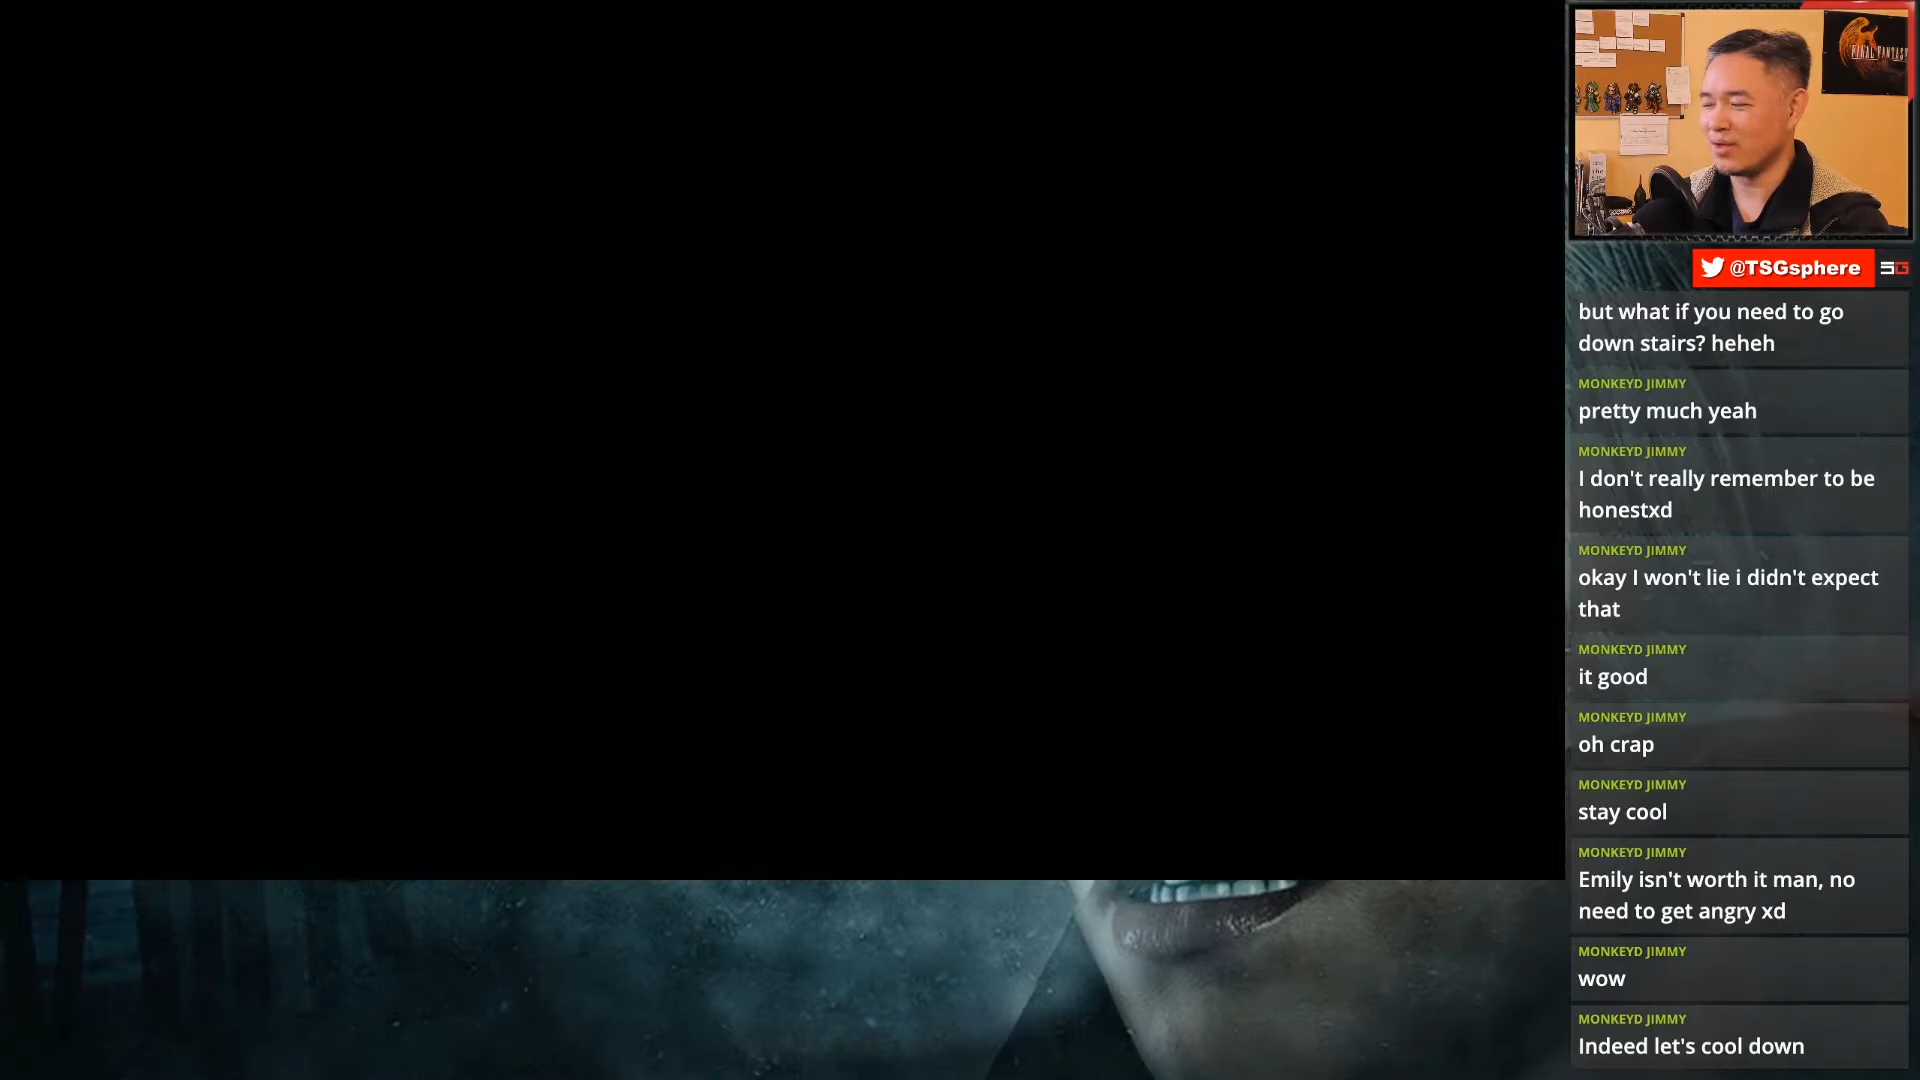 FINAL FANTASY
@TSGsphere SG
but what if you need to go
down stairs? heheh
MONKEYD JIMMY
pretty much yeah
MONKEYD JIMMY
I don't really remember to be
honestxd
MONKEYD JIMMY
okay I won't lie i didn't expect
that
MONKEYD JIMMY
it good
MONKEYD JIMMY
oh crap
MONKEYD JIMMY
stay cool
MONKEYD JIMMY
Emily isn't worth it man, no
need to get angry xd
MONKEYD JIMMY
wow
MONKEYD JIMMY
Indeed let's cool down